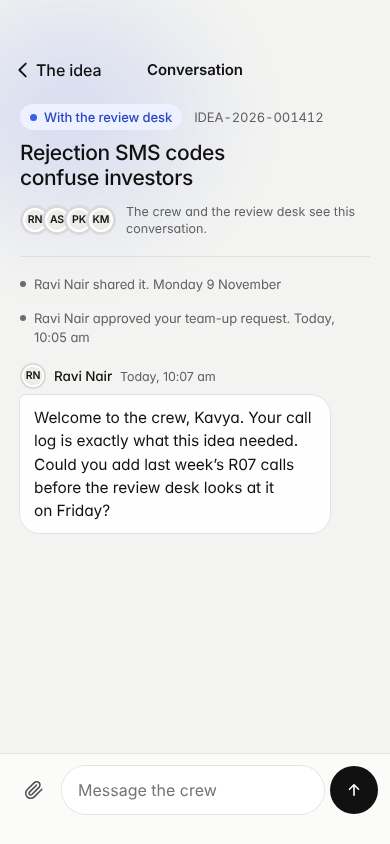 The idea
Conversation
With the review desk
IDEA-2026-001412
Rejection SMS codes
confuse investors
RN AS PK KM
The crew and the review desk see this
conversation.
Ravi Nair shared it. Monday 9 November
Ravi Nair approved your team-up request. Today,
10:05 am
RN Ravi Nair Today, 10:07 am
Welcome to the crew, Kavya. Your call
log is exactly what this idea needed.
Could you add last week’s R07 calls
before the review desk looks at it
on Friday?
Message the crew